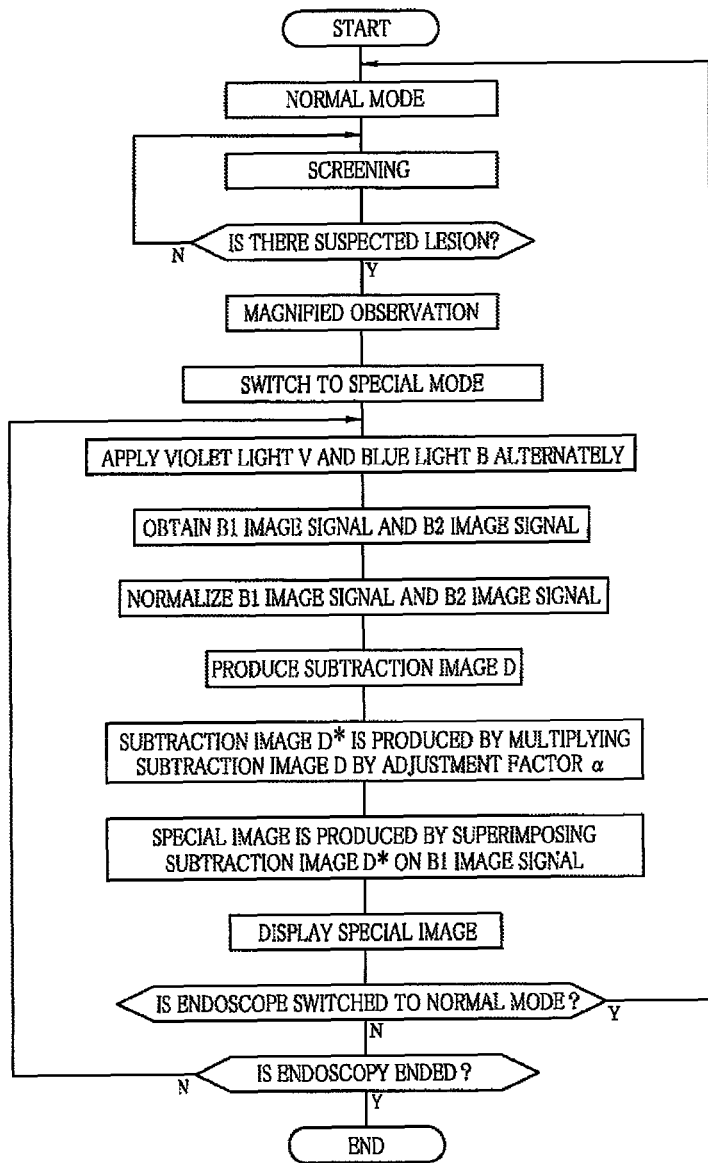 START
NORMAL MODE
SCREENING
IS THERE SUSPECTED LESION?
N
Y
MAGNIFIED OBSERVATION
SWITCH TO SPECIAL MODE
APPLY VIOLET LIGHT V AND BLUE LIGHT B ALTERNATELY
OBTAIN B1 IMAGE SIGNAL AND B2 IMAGE SIGNAL
NORMALIZE B1 IMAGE SIGNAL AND B2 IMAGE SIGNAL
PRODUCE SUBTRACTION IMAGE D
SUBTRACTION IMAGE D* IS PRODUCED BY MULTIPLYING
SUBTRACTION IMAGE D BY ADJUSTMENT FACTOR α
SPECIAL IMAGE IS PRODUCED BY SUPERIMPOSING
SUBTRACTION IMAGE D* ON B1 IMAGE SIGNAL
DISPLAY SPECIAL IMAGE
IS ENDOSCOPE SWITCHED TO NORMAL MODE?
Y
N
IS ENDOSCOPY ENDED?
N
Y
END